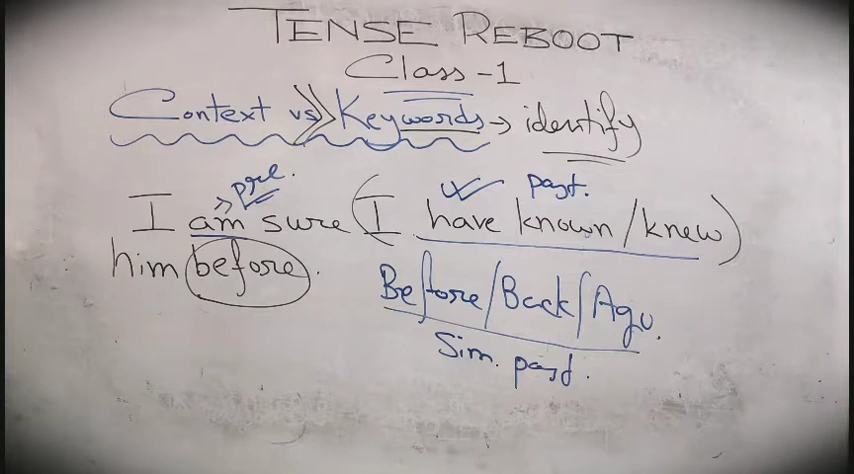 TENSE REBOOT
Class-1
Context vs >> Keywords → identify
pre.
past.
I am sure (I have known/knew)
him before.
Before/Back/Ago.
Sim. past.